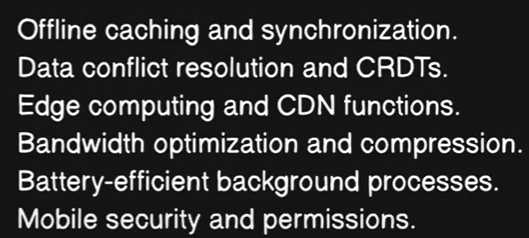 Offline caching and synchronization.
Data conflict resolution and CRDTs.
Edge computing and CDN functions.
Bandwidth optimization and compression.
Battery-efficient background processes.
Mobile security and permissions.